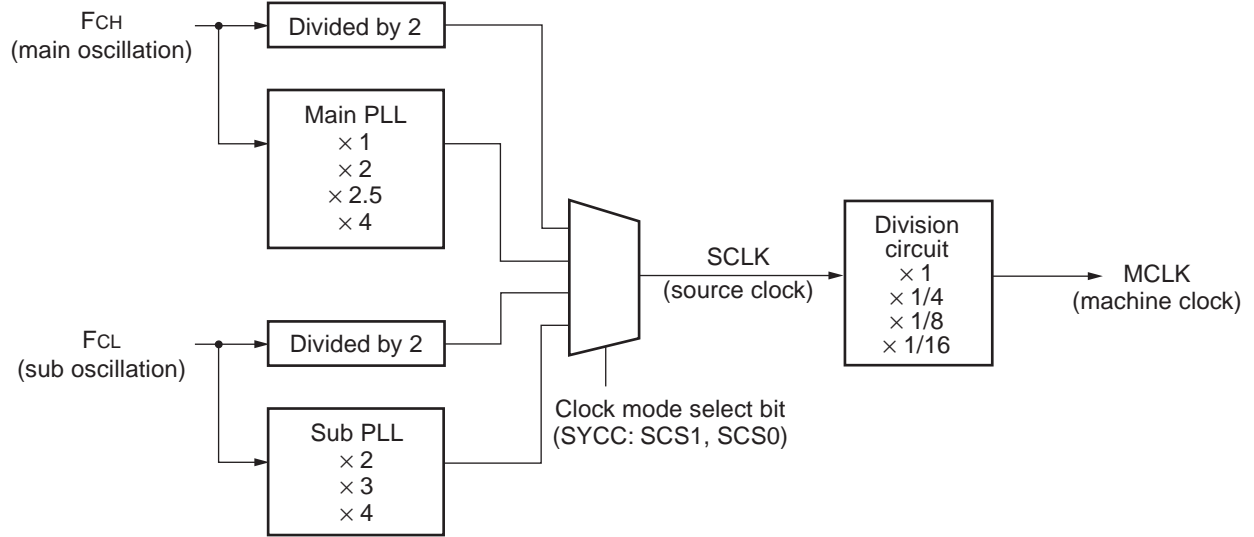 FCH
(main oscillation)
Divided by 2
Main PLL
× 1
× 2
× 2.5
× 4
FCL
(sub oscillation)
Divided by 2
Sub PLL
× 2
× 3
× 4
Clock mode select bit
(SYCC: SCS1, SCS0)
SCLK
(source clock)
Division
circuit
× 1
× 1/4
× 1/8
× 1/16
MCLK
(machine clock)